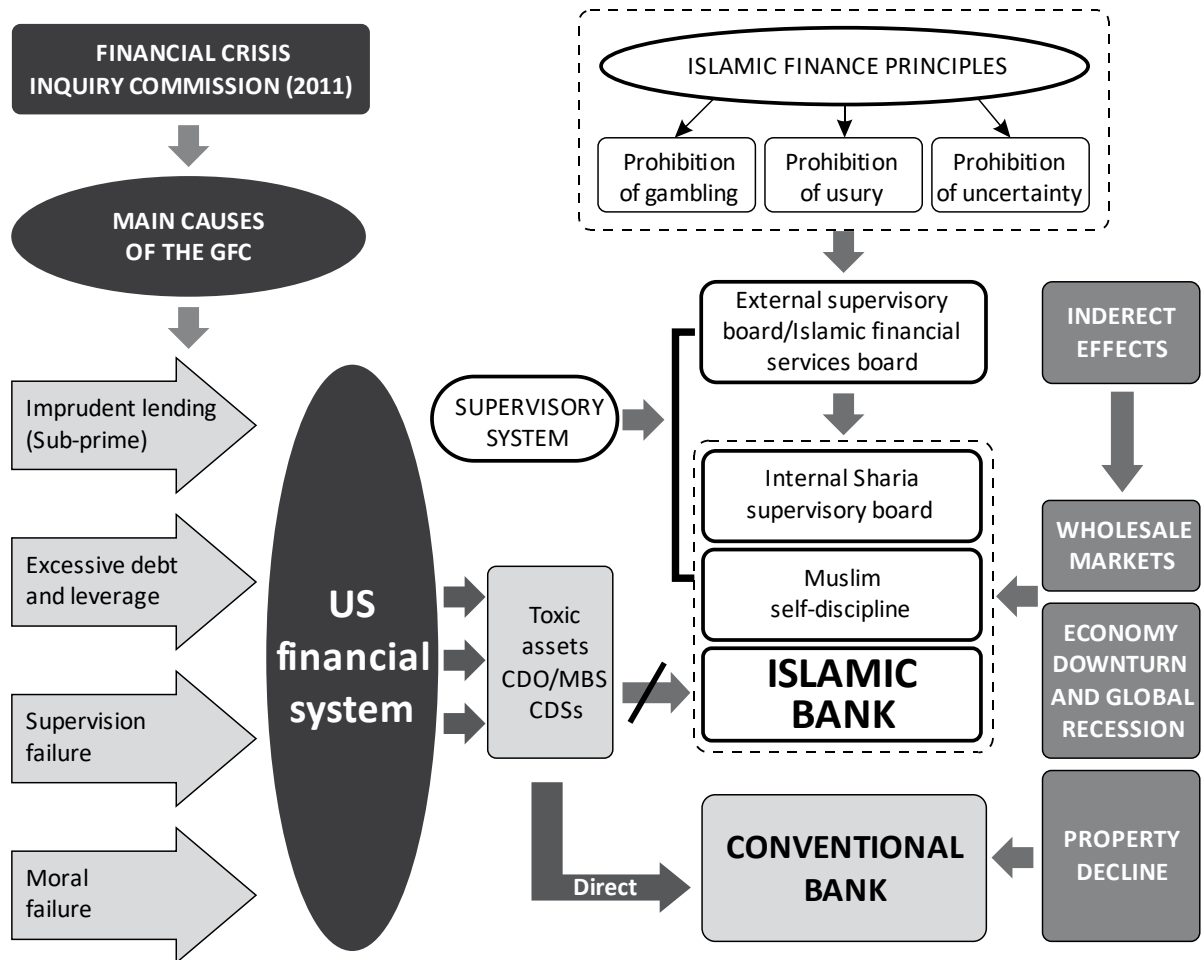 FINANCIAL CRISIS
INQUIRY COMMISSION (2011)
MAIN CAUSES
OF THE GFC
Imprudent lending
(Sub-prime)
Excessive debt
and leverage
Supervision
failure
Moral
failure
US
financial
system
Toxic
assets
CDO/MBS
CDSs
Direct
SUPERVISORY
SYSTEM
ISLAMIC FINANCE PRINCIPLES
Prohibition
of gambling
Prohibition
of usury
Prohibition
of uncertainty
External supervisory
board/Islamic financial
services board
Internal Sharia
supervisory board
Muslim
self-discipline
ISLAMIC
BANK
CONVENTIONAL
BANK
INDERECT
EFFECTS
WHOLESALE
MARKETS
ECONOMY
DOWNTURN
AND GLOBAL
RECESSION
PROPERTY
DECLINE